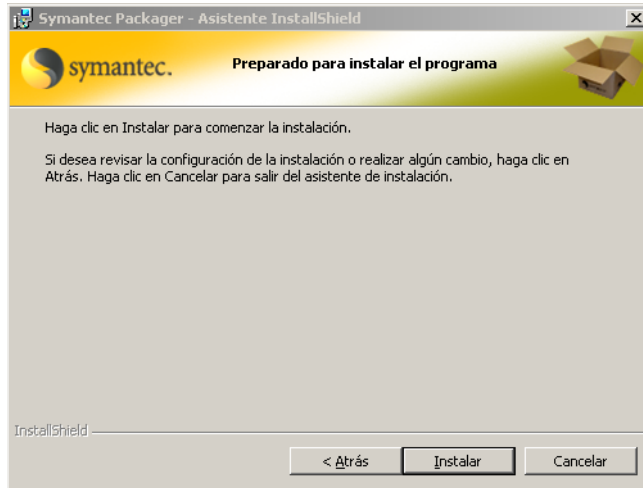 Symantec Packager - Asistente InstallShield
symantec.
Preparado para instalar el programa
Haga clic en Instalar para comenzar la instalación.
Si desea revisar la configuración de la instalación o realizar algún cambio, haga clic en
Atrás. Haga clic en Cancelar para salir del asistente de instalación.
InstallShield
< Atrás Instalar Cancelar